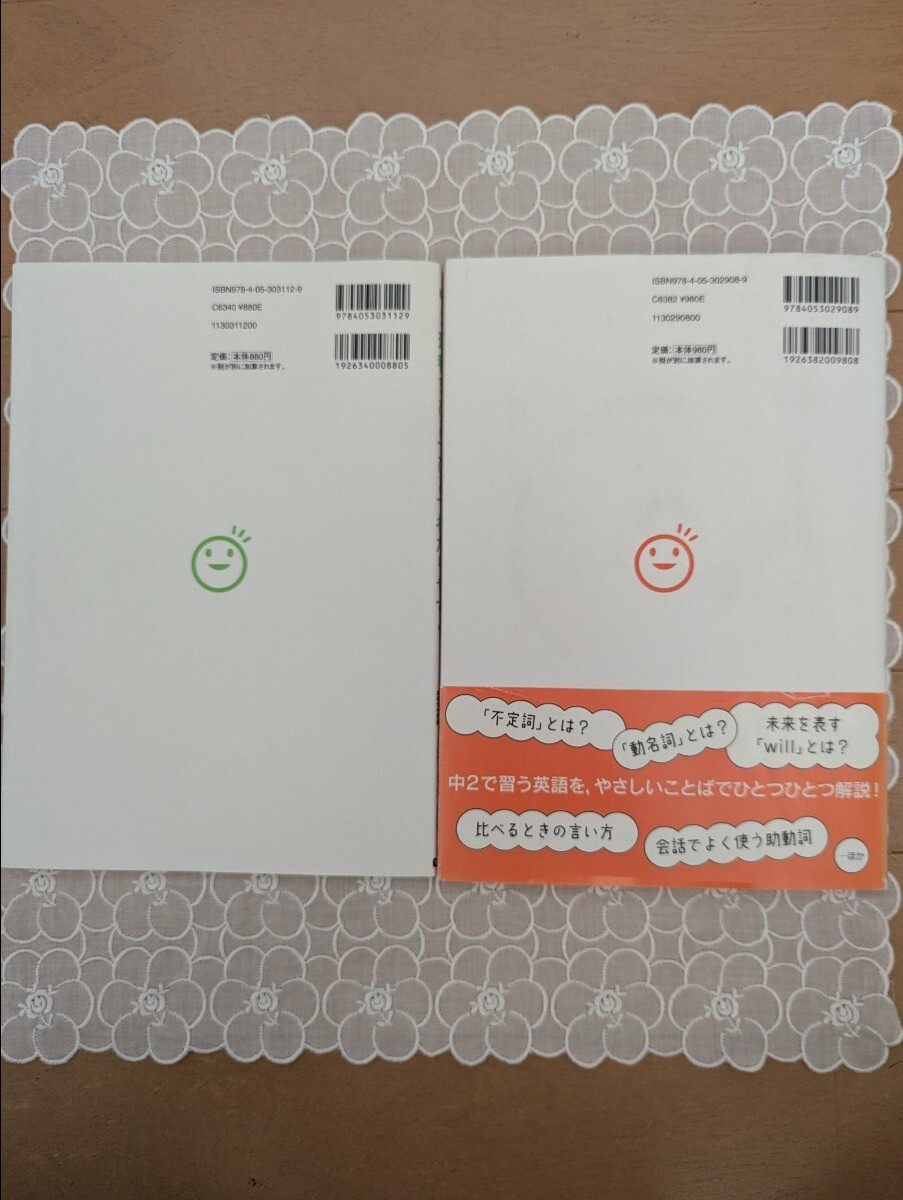 ISBN978-4-05-303112-9
C6340 ¥880E
1130311200
定価：本体880円
※税が別に加算されます。
9784053031129
1926340008805
ISBN978-4-05-302908-9
C6382 ¥980E
1130290800
定価：本体980円
※税が別に加算されます。
9784053029089
1926382009808
「不定詞」とは？
「動名詞」とは？
未来を表す
「will」とは？
中2で習う英語を，やさしいことばでひとつひとつ解説！
比べるときの言い方
会話でよく使う助動詞
…ほか